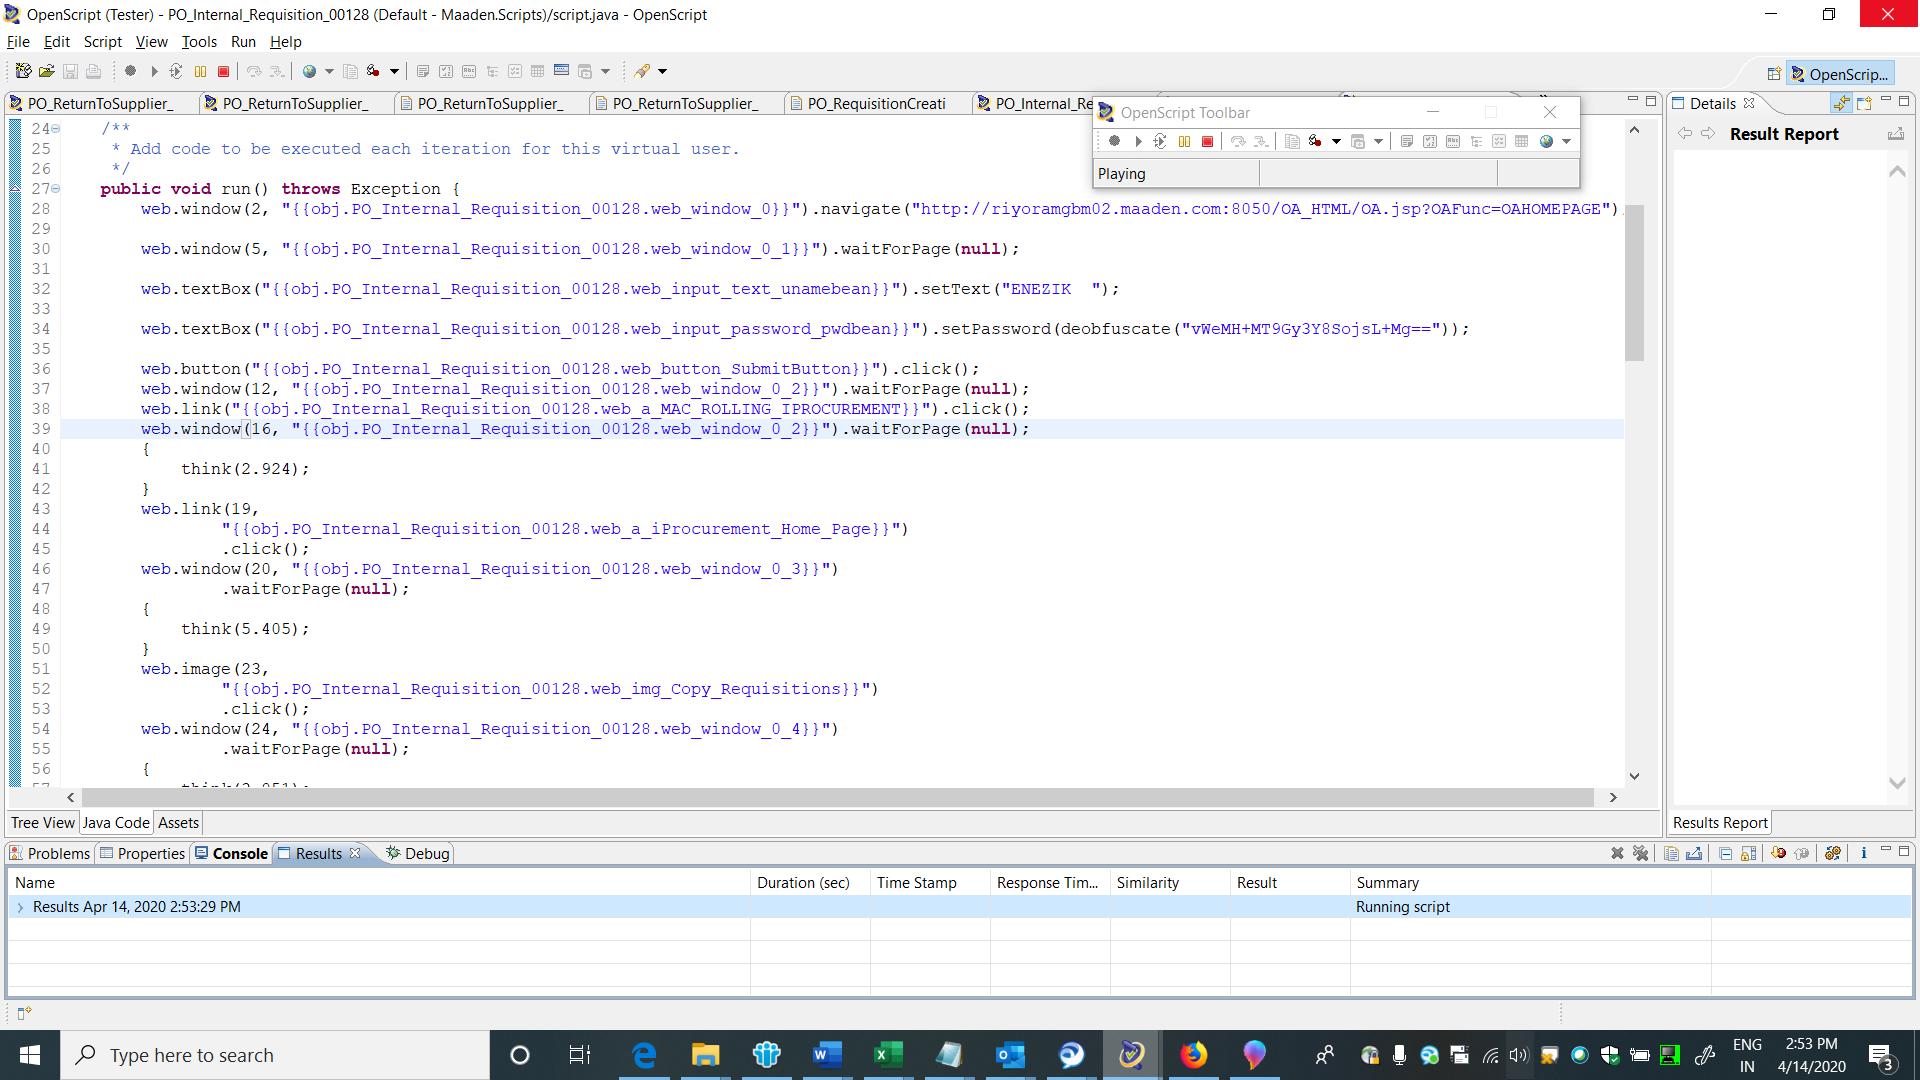 OpenScript (Tester) - PO_Internal_Requisition_00128 (Default - Maaden.Scripts)/script.java - OpenScript
File Edit Script View Tools Run Help
OpenScrip...
PO_ReturnToSupplier_ PO_ReturnToSupplier_ PO_ReturnToSupplier_ PO_ReturnToSupplier_ PO_RequisitionCreati PO_Internal_Re
OpenScript Toolbar
Playing
Details
Result Report
24 /**
25 * Add code to be executed each iteration for this virtual user.
26 */
27 public void run() throws Exception {
28 web.window(2, "{{obj.PO_Internal_Requisition_00128.web_window_0}}").navigate("http://riyoramgbm02.maaden.com:8050/OA_HTML/OA.jsp?OAFunc=OAHOMEPAGE")
29
30 web.window(5, "{{obj.PO_Internal_Requisition_00128.web_window_0_1}}").waitForPage(null);
31
32 web.textBox("{{obj.PO_Internal_Requisition_00128.web_input_text_unamebean}}").setText("ENEZIK  ");
33
34 web.textBox("{{obj.PO_Internal_Requisition_00128.web_input_password_pwdbean}}").setPassword(deobfuscate("vWeMH+MT9Gy3Y8SojsL+Mg=="));
35
36 web.button("{{obj.PO_Internal_Requisition_00128.web_button_SubmitButton}}").click();
37 web.window(12, "{{obj.PO_Internal_Requisition_00128.web_window_0_2}}").waitForPage(null);
38 web.link("{{obj.PO_Internal_Requisition_00128.web_a_MAC_ROLLING_IPROCUREMENT}}").click();
39 web.window(16, "{{obj.PO_Internal_Requisition_00128.web_window_0_2}}").waitForPage(null);
40 {
41 think(2.924);
42 }
43 web.link(19,
44 "{{obj.PO_Internal_Requisition_00128.web_a_iProcurement_Home_Page}}")
45 .click();
46 web.window(20, "{{obj.PO_Internal_Requisition_00128.web_window_0_3}}")
47 .waitForPage(null);
48 {
49 think(5.405);
50 }
51 web.image(23,
52 "{{obj.PO_Internal_Requisition_00128.web_img_Copy_Requisitions}}")
53 .click();
54 web.window(24, "{{obj.PO_Internal_Requisition_00128.web_window_0_4}}")
55 .waitForPage(null);
56 {
Tree View Java Code Assets
Results Report
Problems Properties Console Results Debug
Name Duration (sec) Time Stamp Response Tim... Similarity Result Summary
Results Apr 14, 2020 2:53:29 PM Running script
Type here to search
ENG
IN
2:53 PM
4/14/2020
3